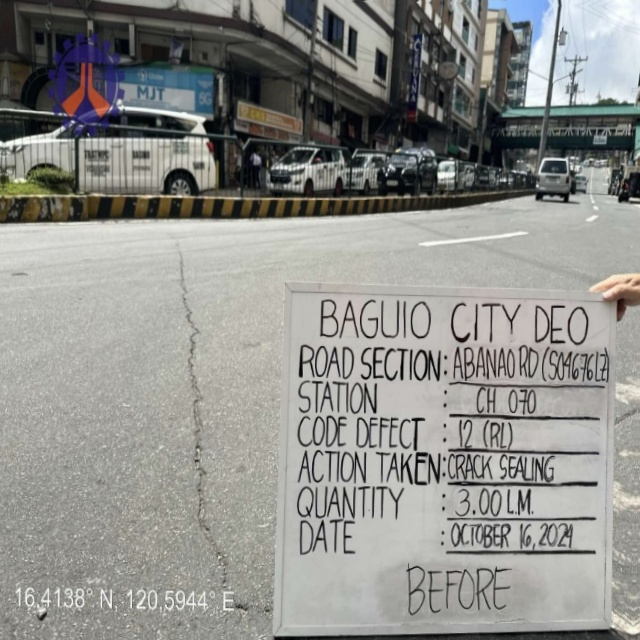 MJT
5G
BAGUIO CITY DEO
ROAD SECTION: ABANAO RD (S04676LZ)
STATION : CH 070
CODE DEFECT : 12 (RL)
ACTION TAKEN: CRACK SEALING
QUANTITY : 3.00 L.M.
DATE : OCTOBER 16, 2024
BEFORE
16.4138° N, 120.5944° E